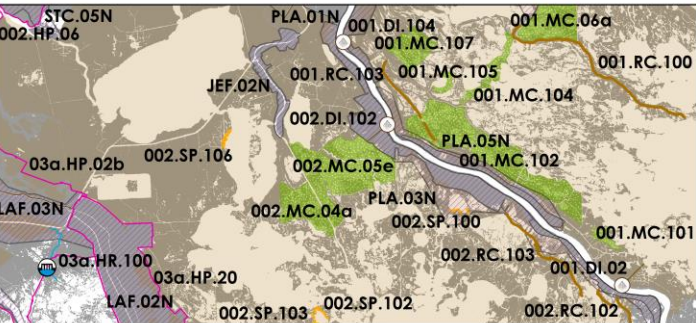 STC.05N
002.HP.06
PLA.01N
001.DI.104
001.MC.107
001.MC.06a
001.RC.100
001.RC.103
001.MC.105
JEF.02N
001.MC.104
002.DI.102
PLA.05N
001.MC.102
03a.HP.02b
002.SP.106
002.MC.05e
LAF.03N
002.MC.04a
PLA.03N
002.SP.100
001.MC.101
03a.HR.100
03a.HP.20
002.RC.103
001.DI.02
LAF.02N
002.SP.103
002.SP.102
002.RC.102